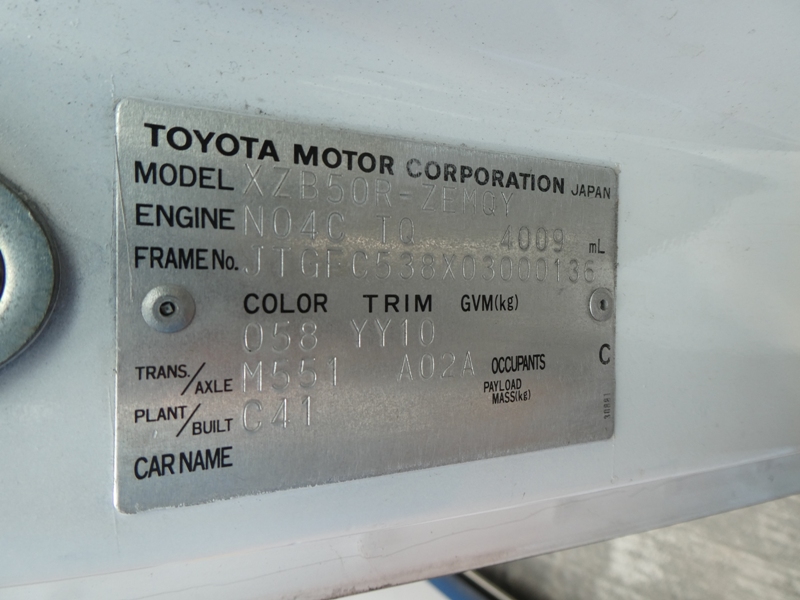 TOYOTA MOTOR CORPORATION JAPAN
MODEL XZB50R-ZEMQY
ENGINE N04C TQ 4009 mL
FRAME No. JTGFC538X03000136
COLOR TRIM GVM(kg)
058 YY10
TRANS./AXLE M551 A02A OCCUPANTS C
PAYLOAD MASS(kg)
PLANT/BUILT C41
CAR NAME